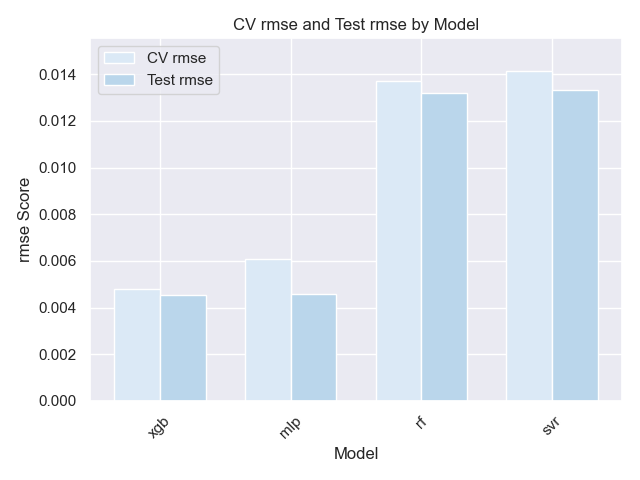 CV rmse and Test rmse by Model
CV rmse
Test rmse
0.014
0.012
0.010
0.008
0.006
0.004
0.002
0.000
rmse Score
xgb
mlp
rf
svr
Model